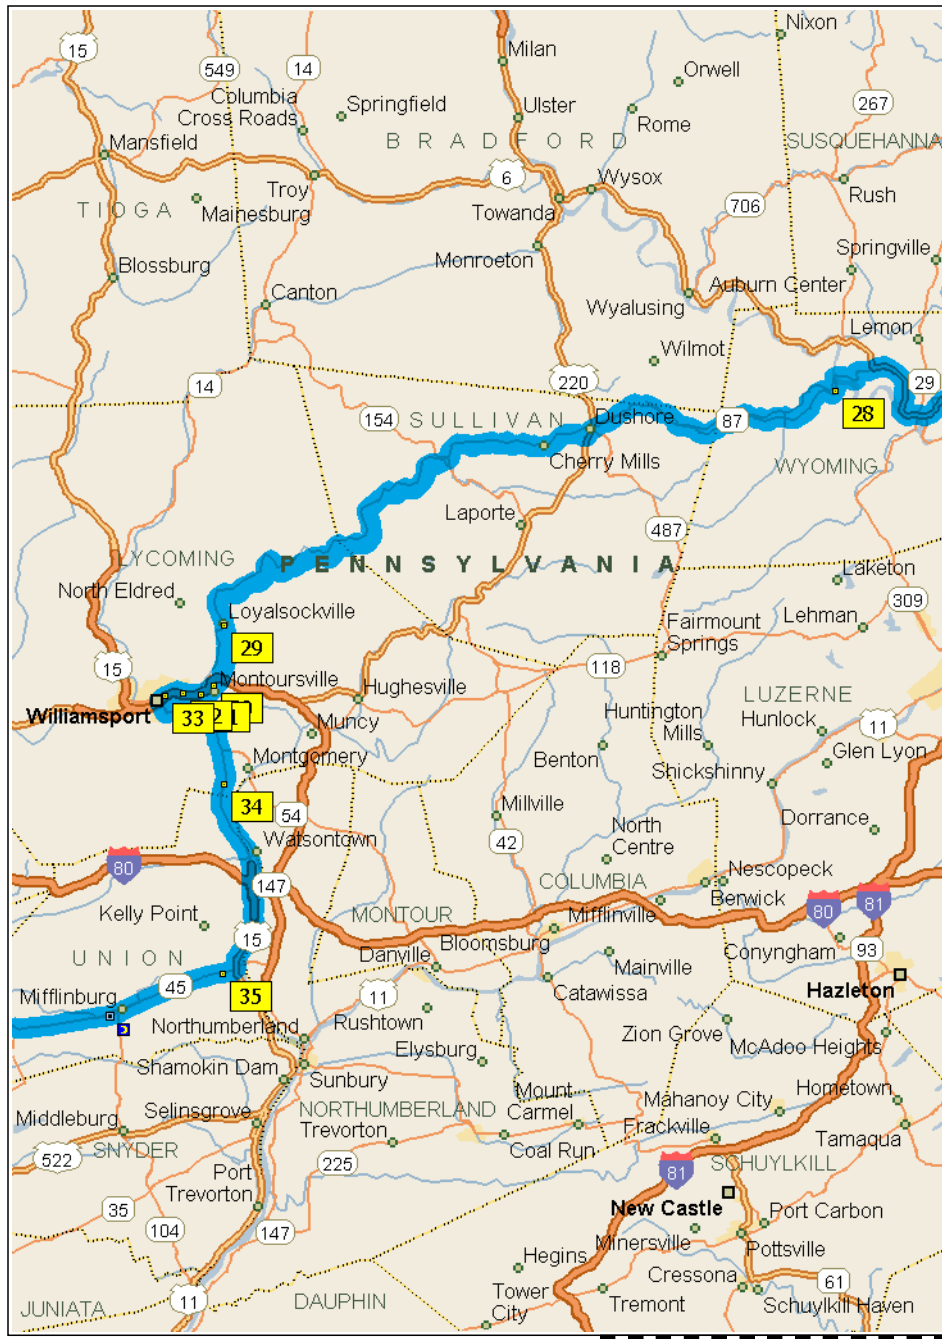 Nixon
15
Milan
549
14
Orwell
Columbia
Cross Roads
Springfield
Ulster
267
Rome
BRADFORD
SUSQUEHANNA
Mansfield
6
Wysox
Troy
Rush
TIOGA
Mainesburg
Towanda
706
Monroeton
Springville
Blossburg
Auburn Center
Canton
Wyalusing
Lemon
Wilmot
14
220
29
154
SULLIVAN
Dushore
87
28
Cherry Mills
WYOMING
Laporte
487
LYCOMING
PENNSYLVANIA
Laketon
North Eldred
309
Loyalsockville
Lehman
Fairmount
Springs
29
15
118
Montoursville
Hughesville
LUZERNE
Williamsport
33
Muncy
Huntington
Mills
Hunlock
11
Montgomery
Benton
Glen Lyon
Shickshinny
34
54
Millville
Dorrance
Watsontown
42
North
Centre
80
147
Nescopeck
COLUMBIA
Berwick
80
81
Kelly Point
MONTOUR
Mifflinville
15
Bloomsburg
Conyngham
93
UNION
Danville
Mainville
45
35
11
Catawissa
Hazleton
Mifflinburg
Rushtown
Northumberland
Zion Grove
McAdoo Heights
Elysburg
Shamokin Dam
Sunbury
Hometown
Mount
Carmel
Mahanoy City
Middleburg
Selinsgrove
NORTHUMBERLAND
Trevorton
Frackville
Tamaqua
SNYDER
Coal Run
522
225
81
SCHUYLKILL
Port
Trevorton
New Castle
35
104
147
Port Carbon
Minersville
Pottsville
Hegins
Cressona
61
11
JUNIATA
DAUPHIN
Tower
City
Tremont
Schuylkill Haven